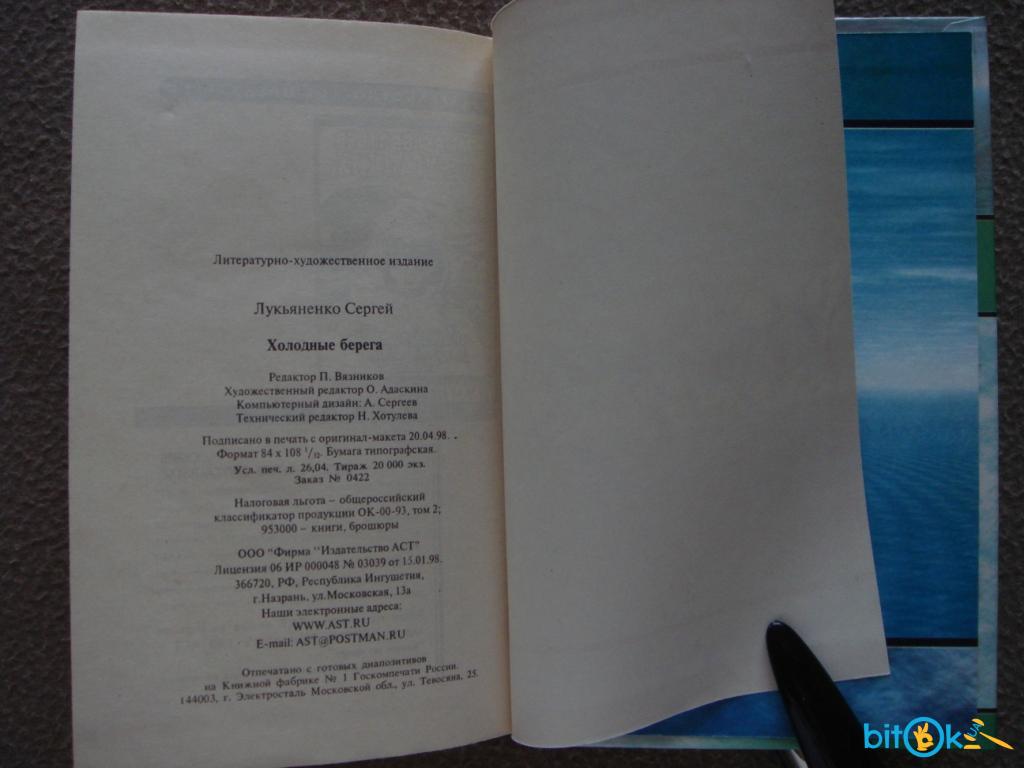 Литературно-художественное издание
Лукьяненко Сергей
Холодные берега
Редактор П. Вязников
Художественный редактор О. Адаскина
Компьютерный дизайн: А. Сергеев
Технический редактор Н. Хотулева
Подписано в печать с оригинал-макета 20.04.98.
Формат 84 х 108 1/32. Бумага типографская.
Усл. печ. л. 26,04. Тираж 20 000 экз.
Заказ № 0422
Налоговая льгота – общероссийский
классификатор продукции ОК-00-93, том 2;
953000 – книги, брошюры
ООО "Фирма "Издательство АСТ"
Лицензия 06 ИР 000048 № 03039 от 15.01.98.
366720, РФ, Республика Ингушетия,
г.Назрань, ул.Московская, 13а
Наши электронные адреса:
WWW.AST.RU
E-mail: AST@POSTMAN.RU
Отпечатано с готовых диапозитивов
на Книжной фабрике № 1 Госкомпечати России.
144003, г. Электросталь Московской обл., ул. Тевосяна, 25.
bitOk UA